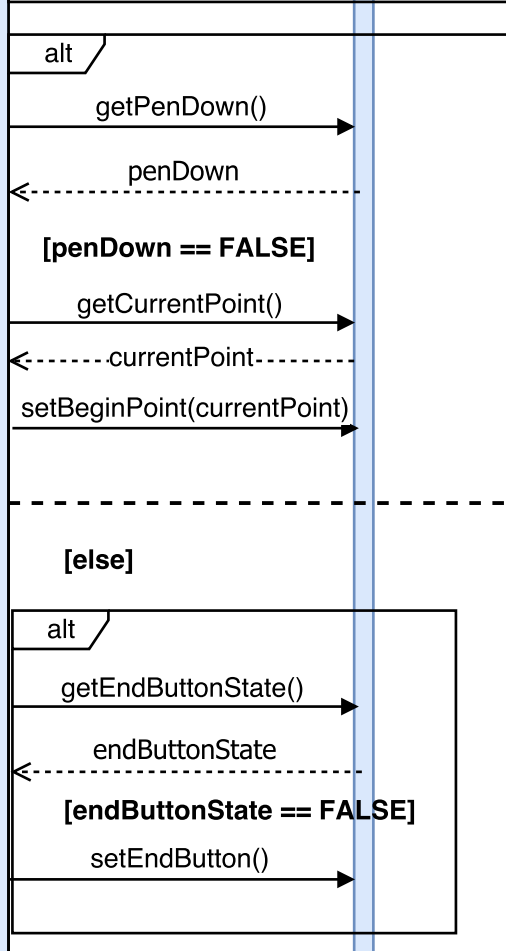 alt
getPenDown()
penDown
[penDown == FALSE]
getCurrentPoint()
currentPoint
setBeginPoint(currentPoint)
[else]
alt
getEndButtonState()
endButtonState
[endButtonState == FALSE]
setEndButton()